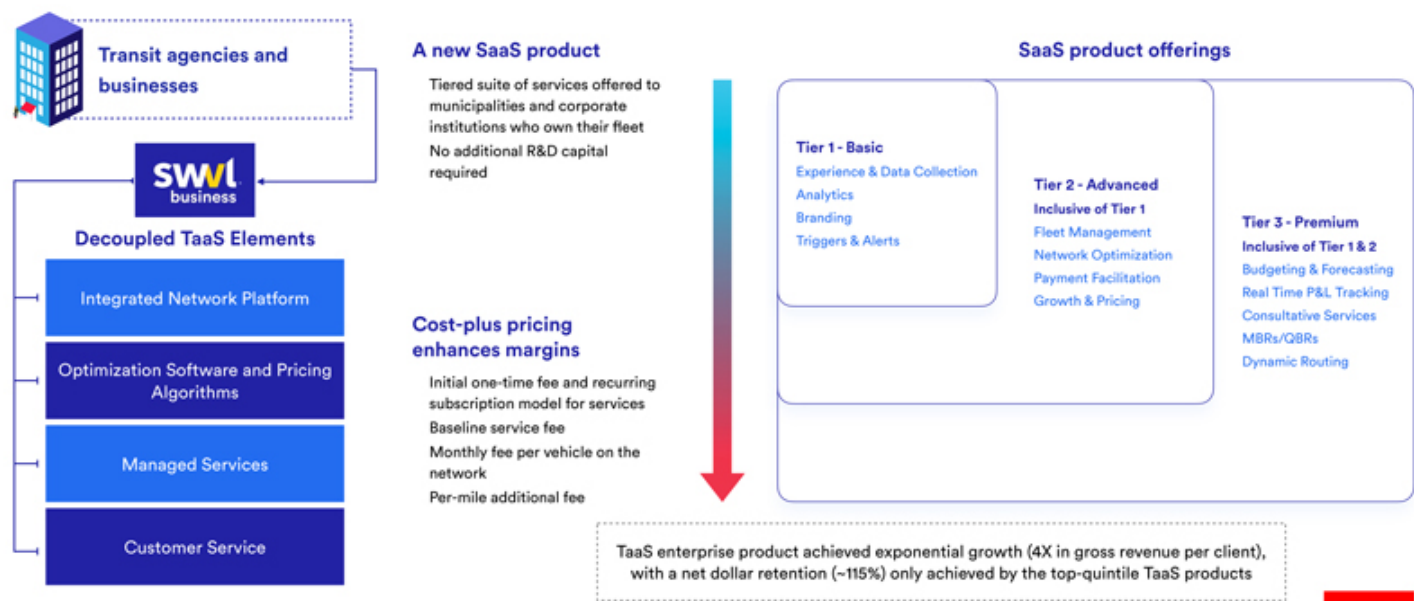 Transit agencies and
businesses
swvl
business
Decoupled TaaS Elements
Integrated Network Platform
Optimization Software and Pricing
Algorithms
Managed Services
Customer Service
A new SaaS product
Tiered suite of services offered to
municipalities and corporate
institutions who own their fleet
No additional R&D capital
required
Cost-plus pricing
enhances margins
Initial one-time fee and recurring
subscription model for services
Baseline service fee
Monthly fee per vehicle on the
network
Per-mile additional fee
SaaS product offerings
Tier 1 - Basic
Experience & Data Collection
Analytics
Branding
Triggers & Alerts
Tier 2 - Advanced
Inclusive of Tier 1
Fleet Management
Network Optimization
Payment Facilitation
Growth & Pricing
Tier 3 - Premium
Inclusive of Tier 1 & 2
Budgeting & Forecasting
Real Time P&L Tracking
Consultative Services
MBRs/QBRs
Dynamic Routing
TaaS enterprise product achieved exponential growth (4X in gross revenue per client),
with a net dollar retention (~115%) only achieved by the top-quintile TaaS products